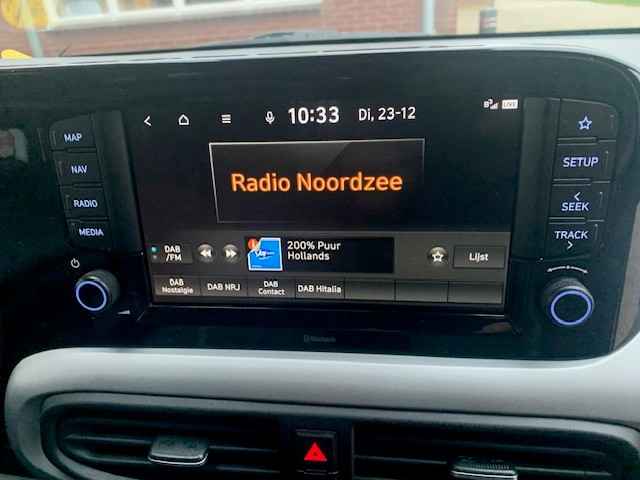 10:33 Di, 23-12
LIVE
MAP
NAV
RADIO
MEDIA
SETUP
SEEK
TRACK
Radio Noordzee
DAB
/FM
200% Puur
Hollands
Lijst
DAB
Nostalgie
DAB NRJ
DAB
Contact
DAB Hitalia